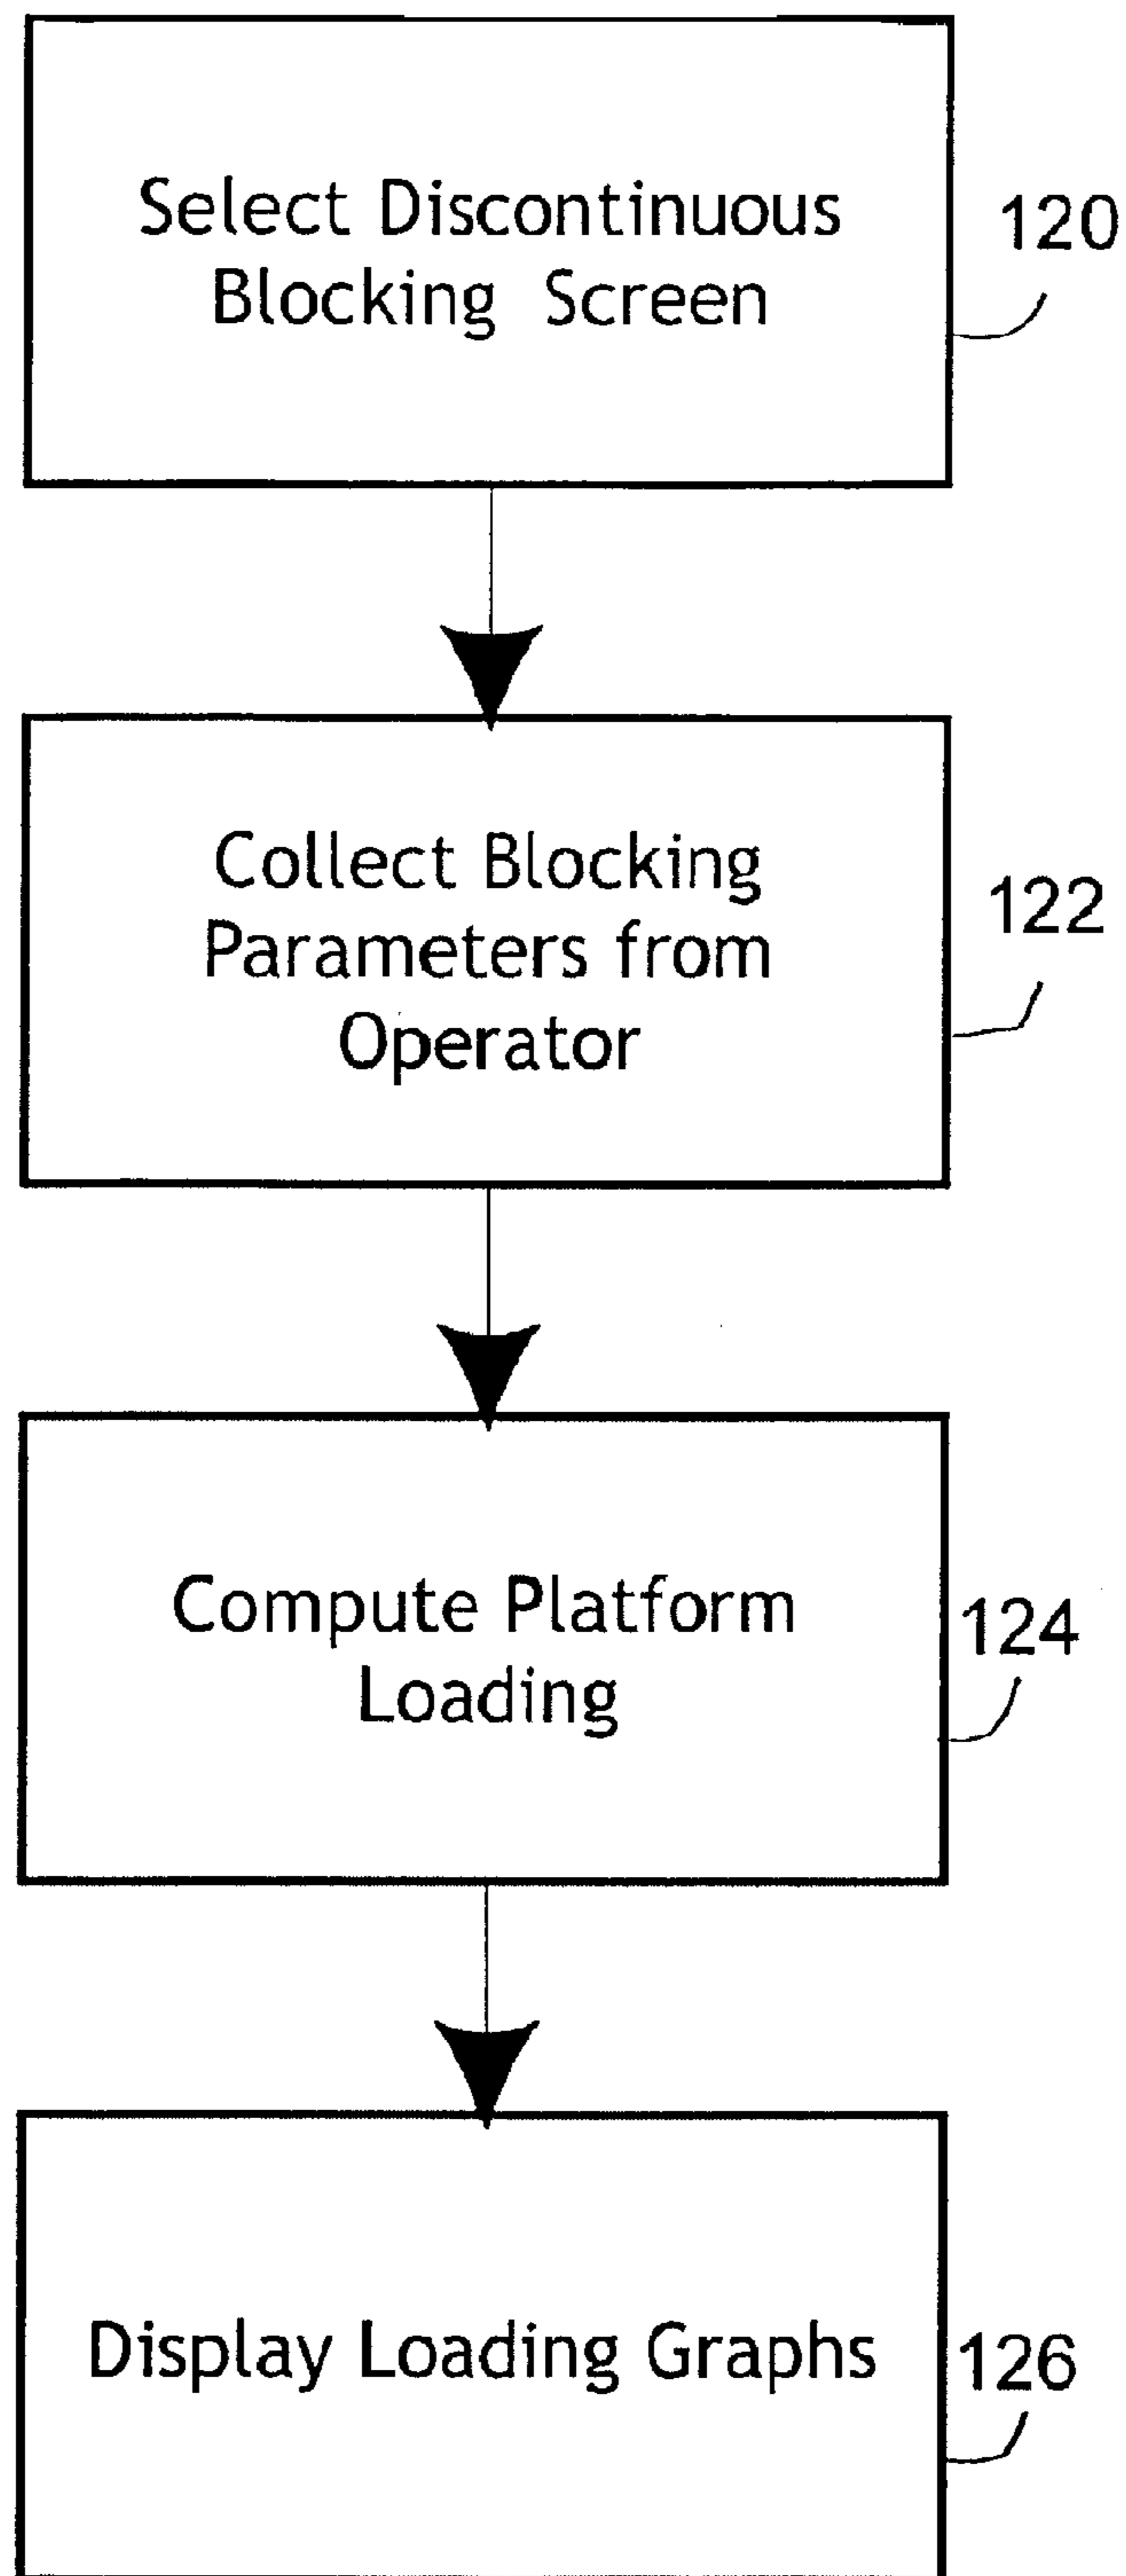 Select Discontinuous
Blocking Screen
120
Collect Blocking
Parameters from
Operator
122
Compute Platform
Loading
124
Display Loading Graphs
126